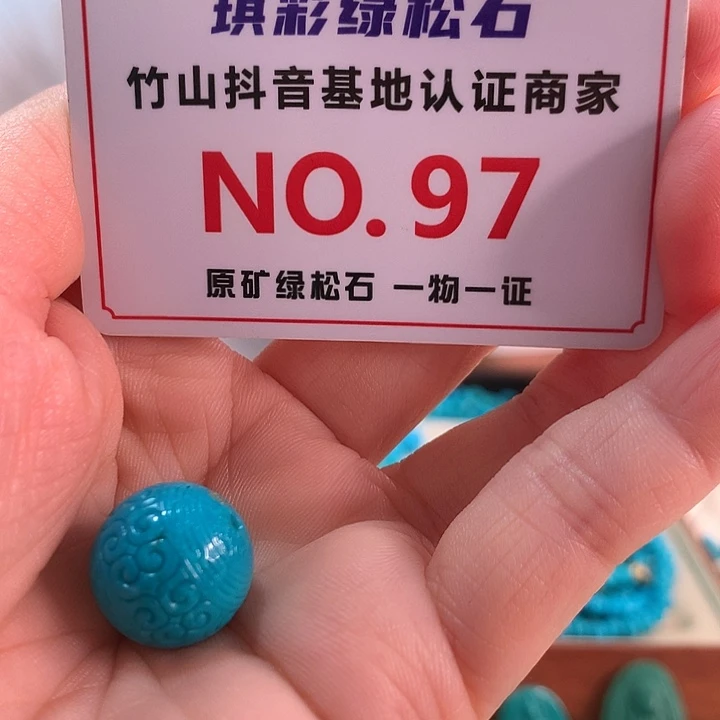 琪彩绿松石
竹山抖音基地认证商家
NO.97
原矿绿松石 一物一证